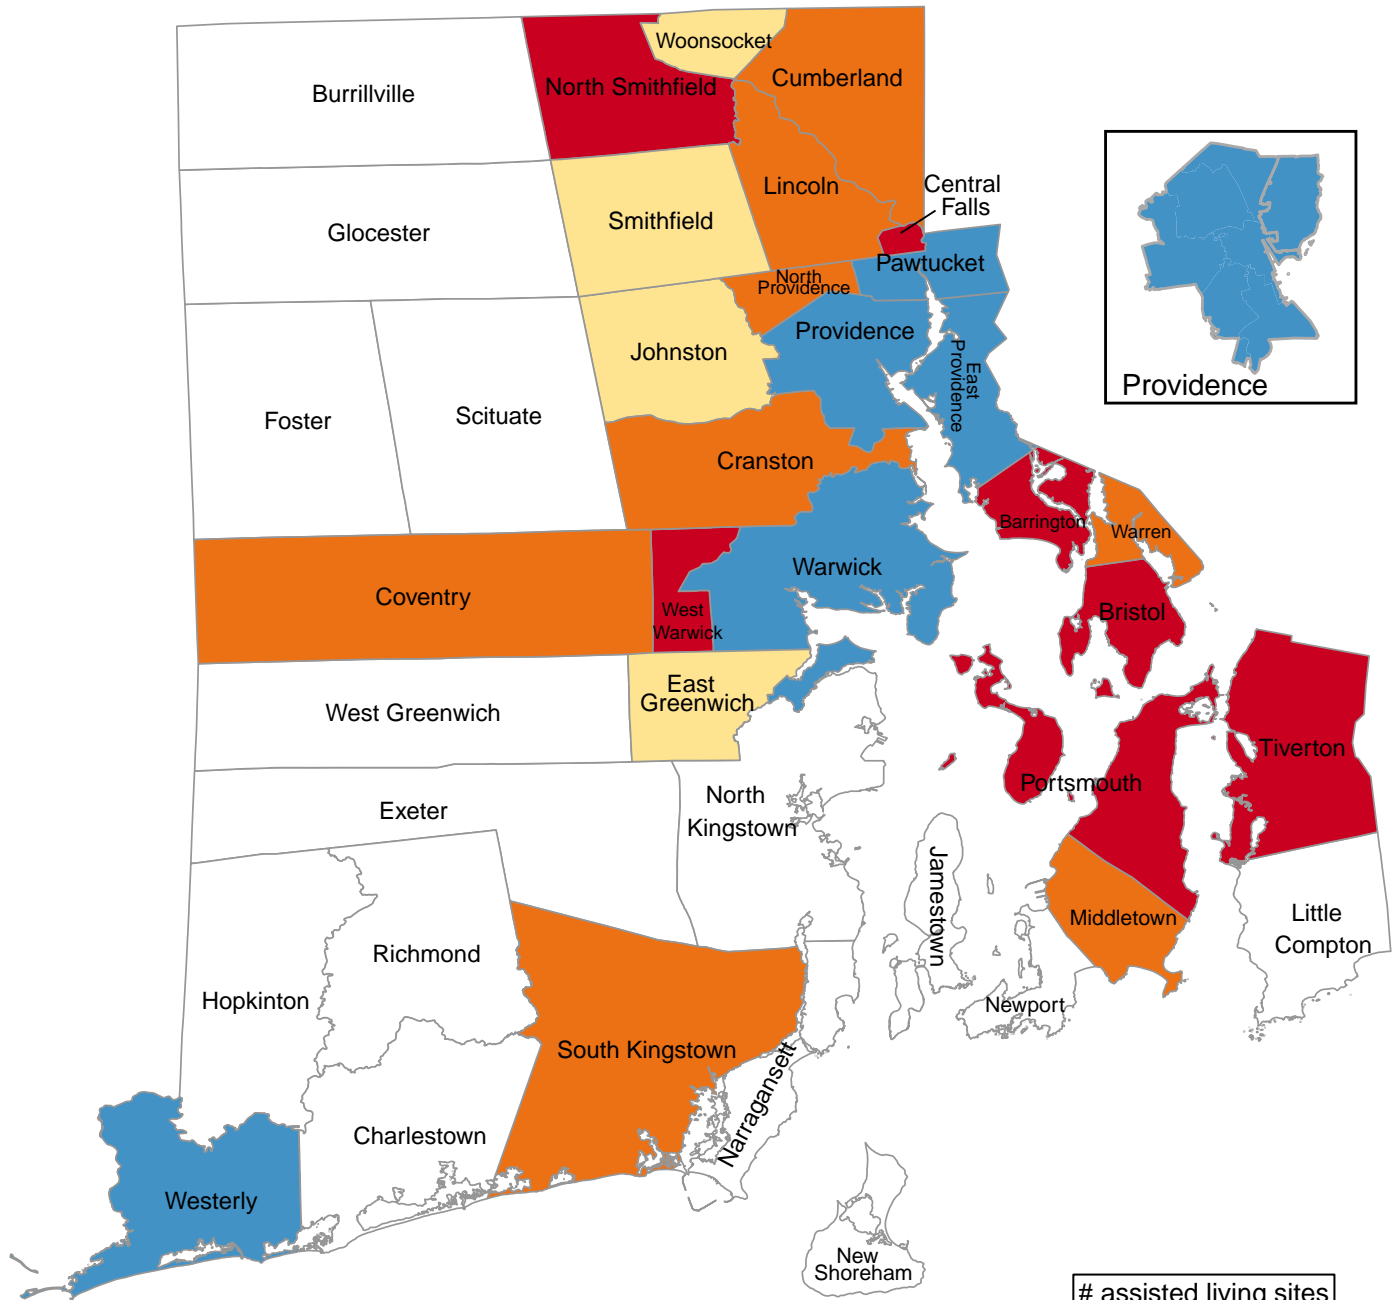 Woonsocket
North Smithfield
Cumberland
Burrillville
Lincoln
Central
Falls
Smithfield
Glocester
Pawtucket
North
Providence
Providence
East
Providence
Johnston
Providence
Foster
Scituate
Cranston
Barrington
Warren
Warwick
Coventry
West
Warwick
Bristol
East
Greenwich
West Greenwich
Tiverton
Portsmouth
North
Kingstown
Exeter
Jamestown
Middletown
Little
Compton
Richmond
Hopkinton
Newport
South Kingstown
Narragansett
Charlestown
Westerly
New
Shoreham
# assisted living sites